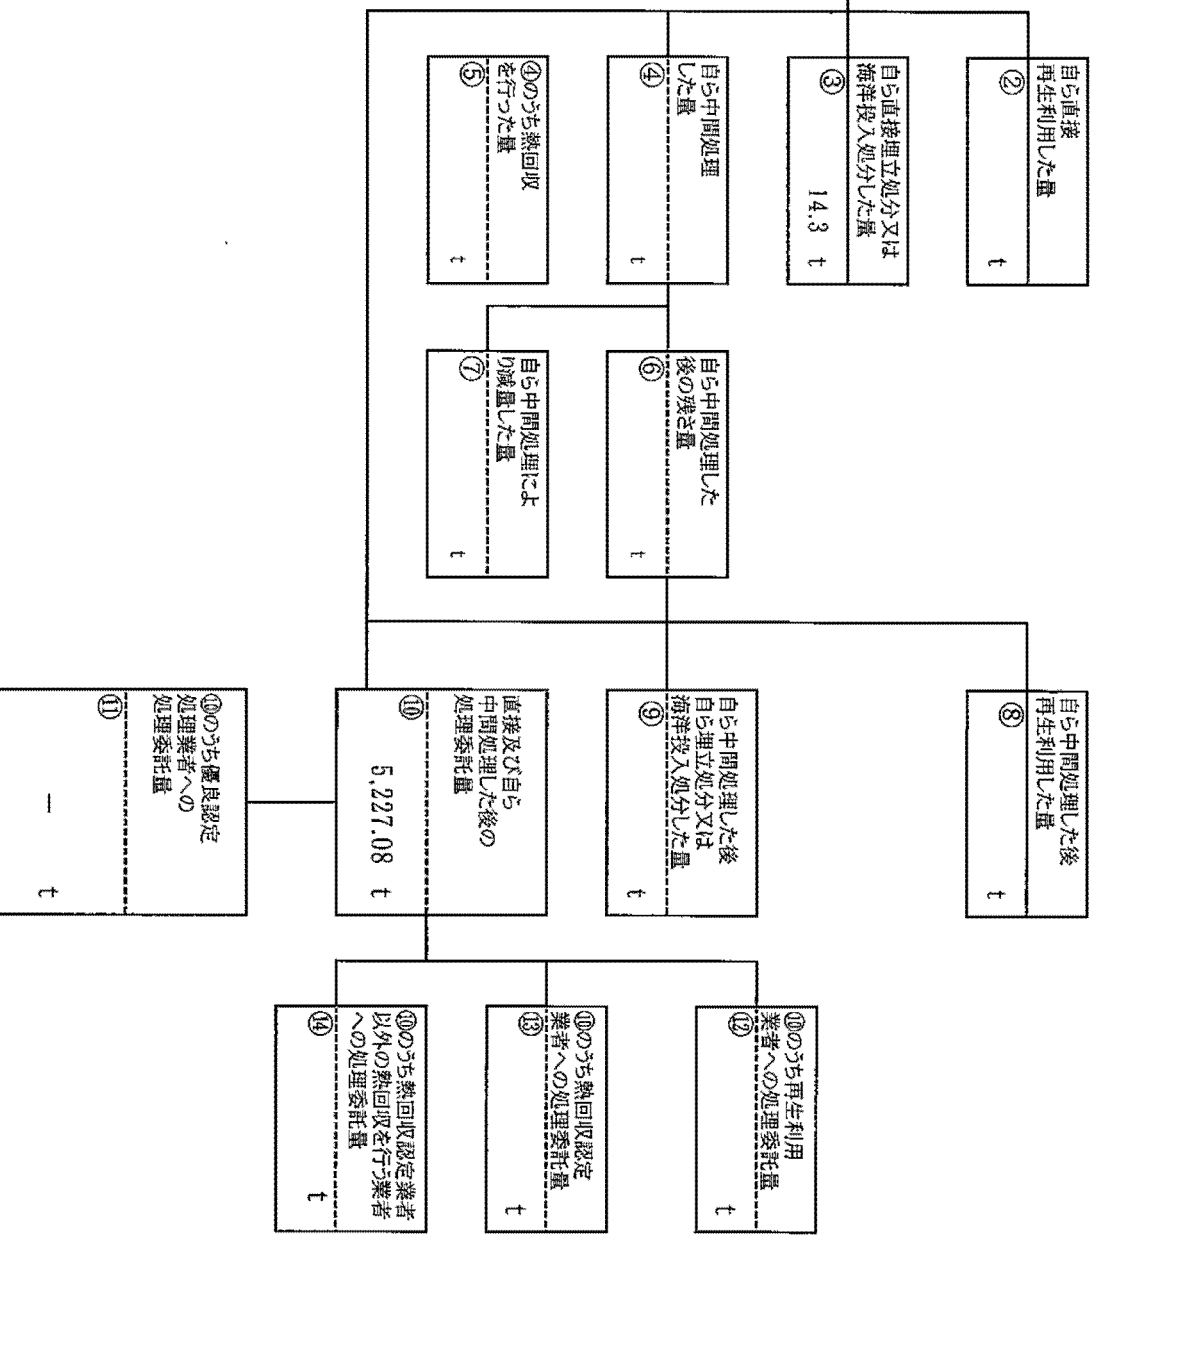 自ら直接
再生利用した量
②
t
自ら直接埋立処分又は
海洋投入処分した量
③
14.3 t
自ら中間処理
した量
④
t
④のうち熱回収
を行った量
⑤
t
自ら中間処理した
後の残さ量
⑥
t
自ら中間処理によ
り減量した量
⑦
t
自ら中間処理した後
再生利用した量
⑧
t
自ら中間処理した後
自ら埋立処分又は
海洋投入処分した量
⑨
t
直接及び自ら
中間処理した後の
処理委託量
⑩
5,227.08 t
⑩のうち優良認定
処理業者への
処理委託量
⑪
－ t
⑩のうち再生利用
業者への処理委託量
⑫
t
⑩のうち熱回収認定
業者への処理委託量
⑬
t
⑩のうち熱回収認定業者
以外の熱回収を行う業者
への処理委託量
⑭
t